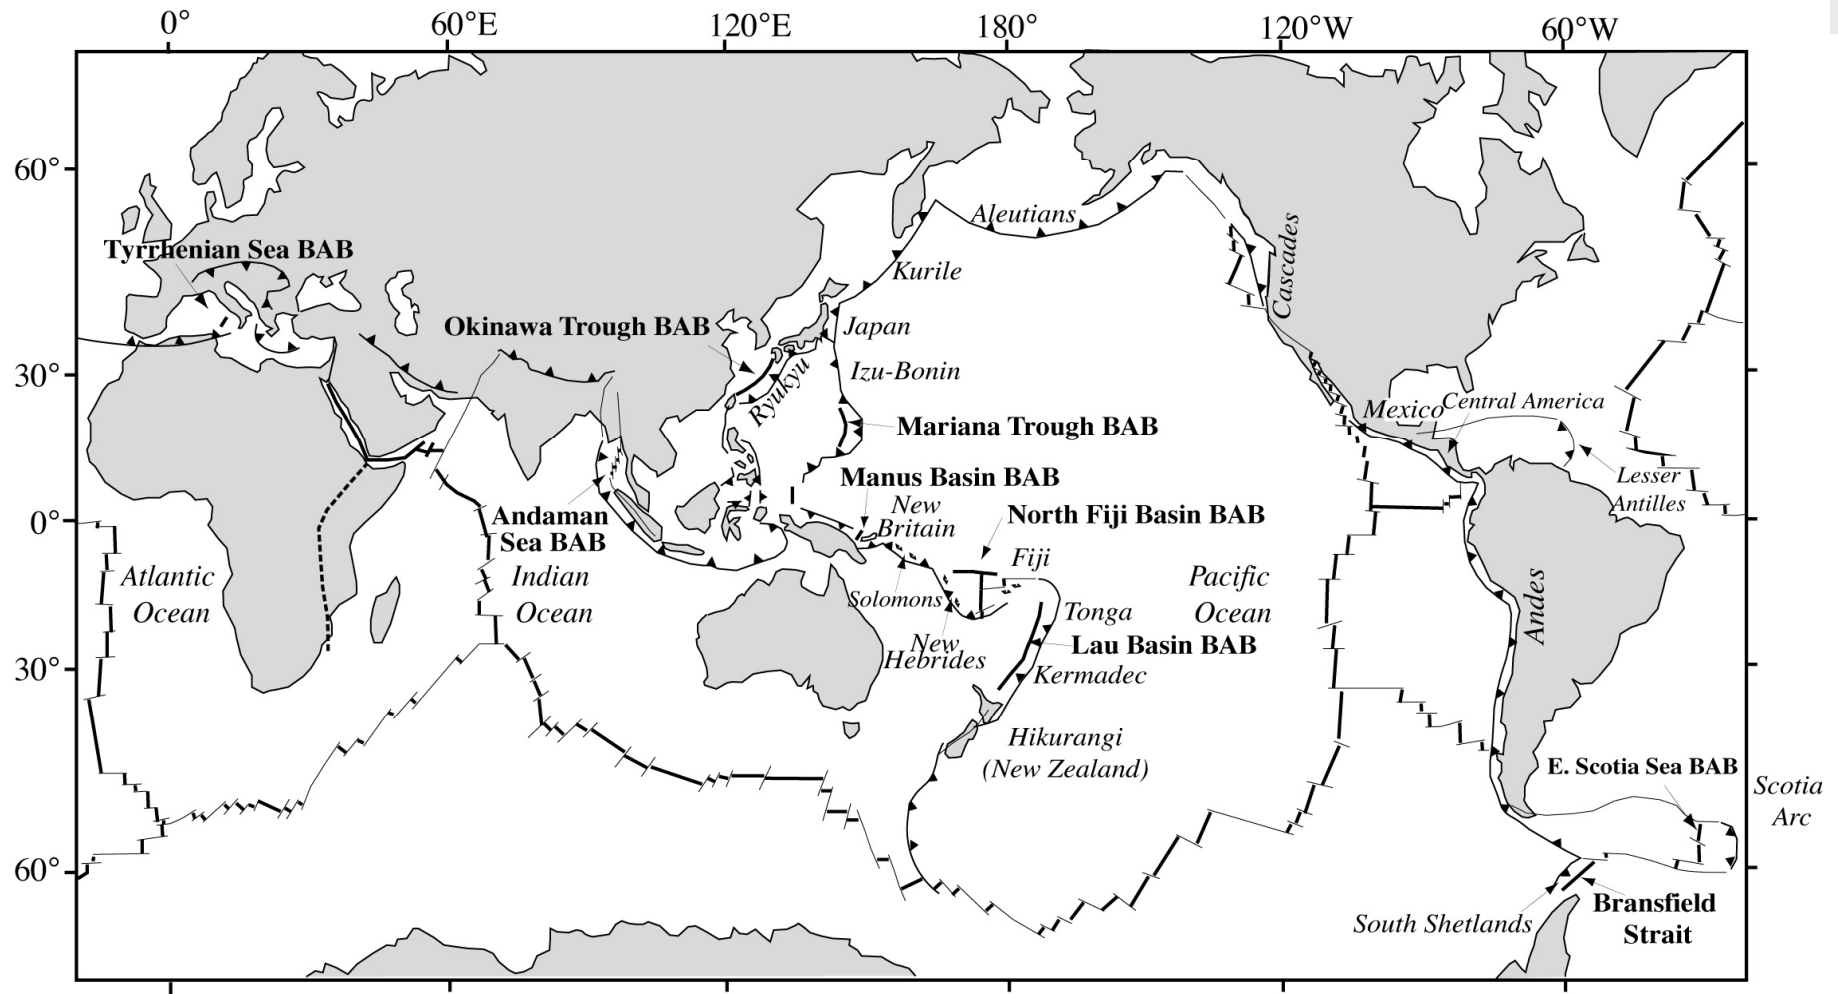 0° 60°E 120°E 180° 120°W 60°W
60°
30°
0°
30°
60°
Aleutians
Cascades
Tyrrhenian Sea BAB
Kurile
Okinawa Trough BAB
Japan
Izu-Bonin
Ryukyu
Mexico
Central America
Mariana Trough BAB
Manus Basin BAB
Lesser
Antilles
New
Britain
Andaman
Sea BAB
North Fiji Basin BAB
Fiji
Atlantic
Ocean
Indian
Ocean
Pacific
Ocean
Solomons
Tonga
Andes
New
Hebrides
Lau Basin BAB
Kermadec
Hikurangi
(New Zealand)
E. Scotia Sea BAB
Scotia
Arc
South Shetlands
Bransfield
Strait